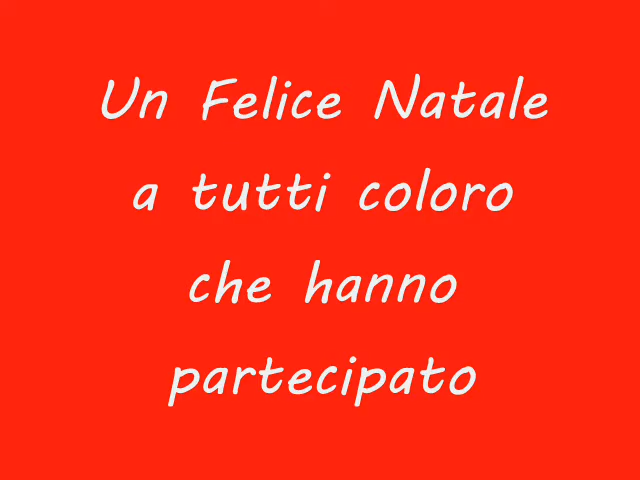 Un Felice Natale
a tutti coloro
che hanno
partecipato